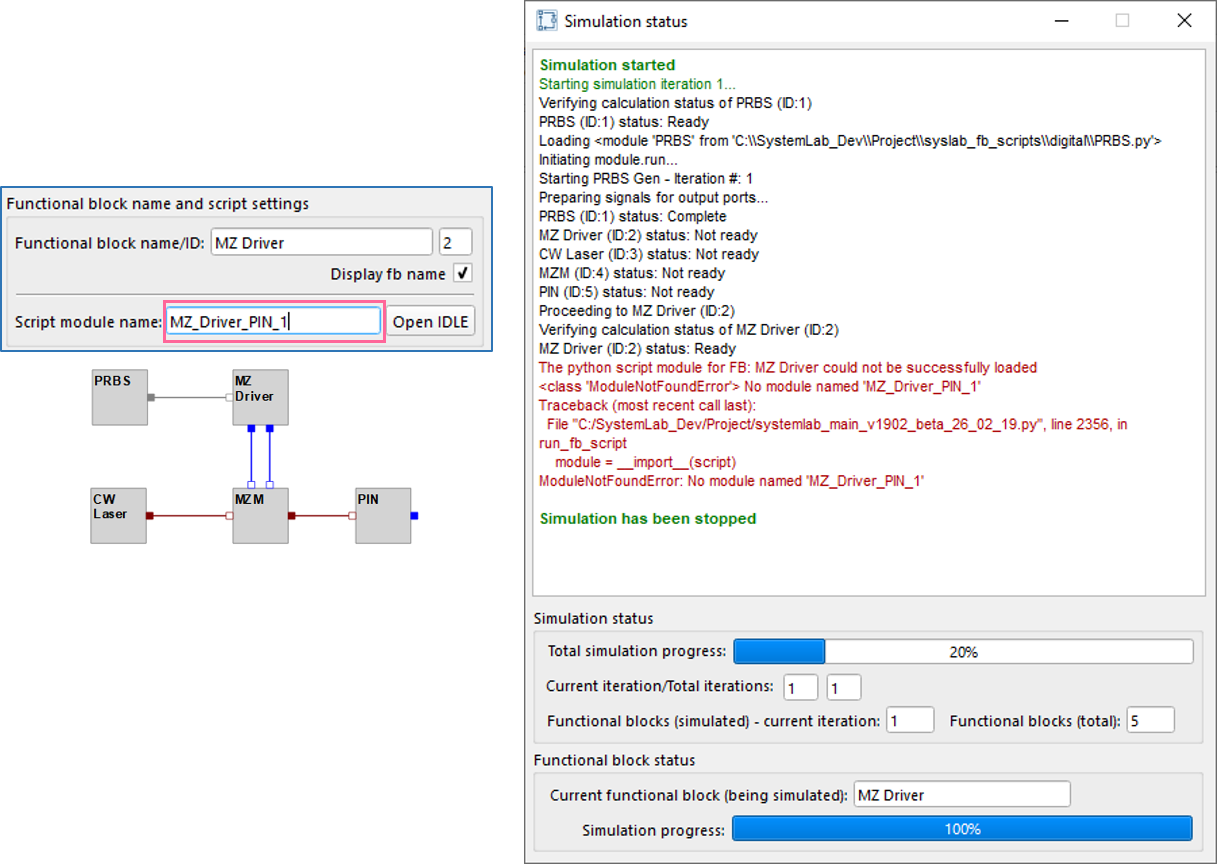 Functional block name and script settings
Functional block name/ID: MZ Driver 2
Display fb name ✓
Script module name: MZ_Driver_PIN_1 Open IDLE
PRBS
MZ
Driver
CW
Laser
MZM
PIN
Simulation status
Simulation started
Starting simulation iteration 1...
Verifying calculation status of PRBS (ID:1)
PRBS (ID:1) status: Ready
Loading <module 'PRBS' from 'C:\\SystemLab_Dev\\Project\\syslab_fb_scripts\\digital\\PRBS.py'>
Initiating module.run...
Starting PRBS Gen - Iteration #: 1
Preparing signals for output ports...
PRBS (ID:1) status: Complete
MZ Driver (ID:2) status: Not ready
CW Laser (ID:3) status: Not ready
MZM (ID:4) status: Not ready
PIN (ID:5) status: Not ready
Proceeding to MZ Driver (ID:2)
Verifying calculation status of MZ Driver (ID:2)
MZ Driver (ID:2) status: Ready
The python script module for FB: MZ Driver could not be successfully loaded
<class 'ModuleNotFoundError'> No module named 'MZ_Driver_PIN_1'
Traceback (most recent call last):
File "C:/SystemLab_Dev/Project/systemlab_main_v1902_beta_26_02_19.py", line 2356, in
run_fb_script
module = __import__(script)
ModuleNotFoundError: No module named 'MZ_Driver_PIN_1'
Simulation has been stopped
Simulation status
Total simulation progress: 20%
Current iteration/Total iterations: 1 1
Functional blocks (simulated) - current iteration: 1 Functional blocks (total): 5
Functional block status
Current functional block (being simulated): MZ Driver
Simulation progress: 100%